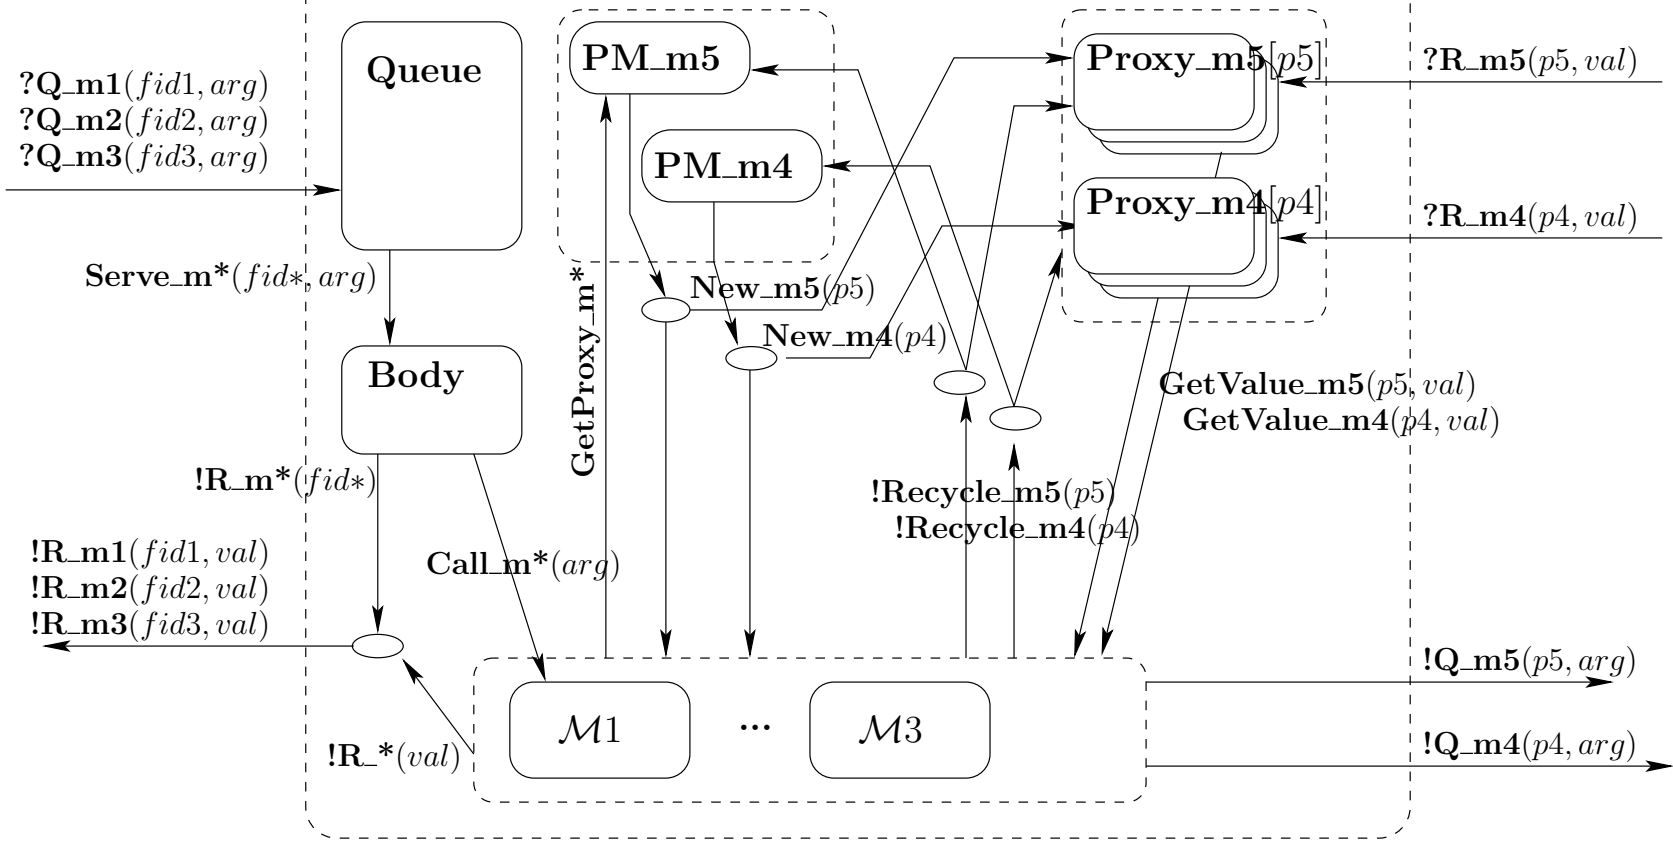 Queue
PM_m5
Proxy_m5[p5]
?R_m5(p5, val)
?Q_m1(fid1, arg)
?Q_m2(fid2, arg)
?Q_m3(fid3, arg)
PM_m4
Proxy_m4[p4]
?R_m4(p4, val)
Serve_m*(fid*, arg)
New_m5(p5)
New_m4(p4)
GetProxy_m*
Body
GetValue_m5(p5, val)
GetValue_m4(p4, val)
!R_m*(fid*)
!Recycle_m5(p5)
!Recycle_m4(p4)
!R_m1(fid1, val)
!R_m2(fid2, val)
!R_m3(fid3, val)
Call_m*(arg)
!Q_m5(p5, arg)
ℳ1
...
ℳ3
!R_*(val)
!Q_m4(p4, arg)